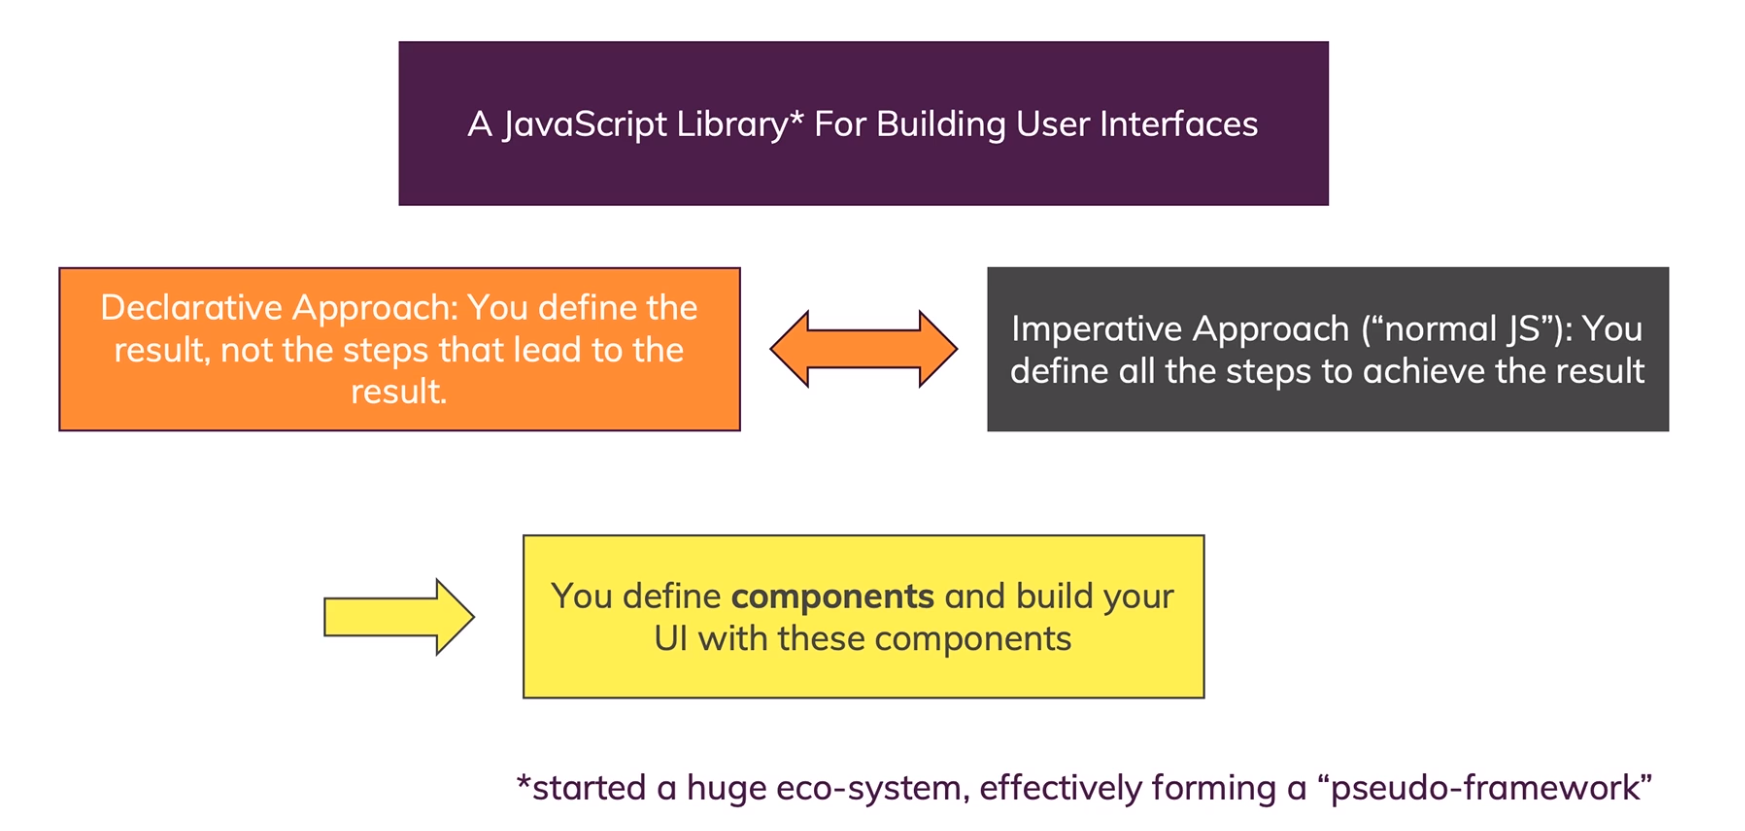 A JavaScript Library* For Building User Interfaces
Declarative Approach: You define the
result, not the steps that lead to the
result.
Imperative Approach (“normal JS”): You
define all the steps to achieve the result
You define components and build your
UI with these components
*started a huge eco-system, effectively forming a “pseudo-framework”